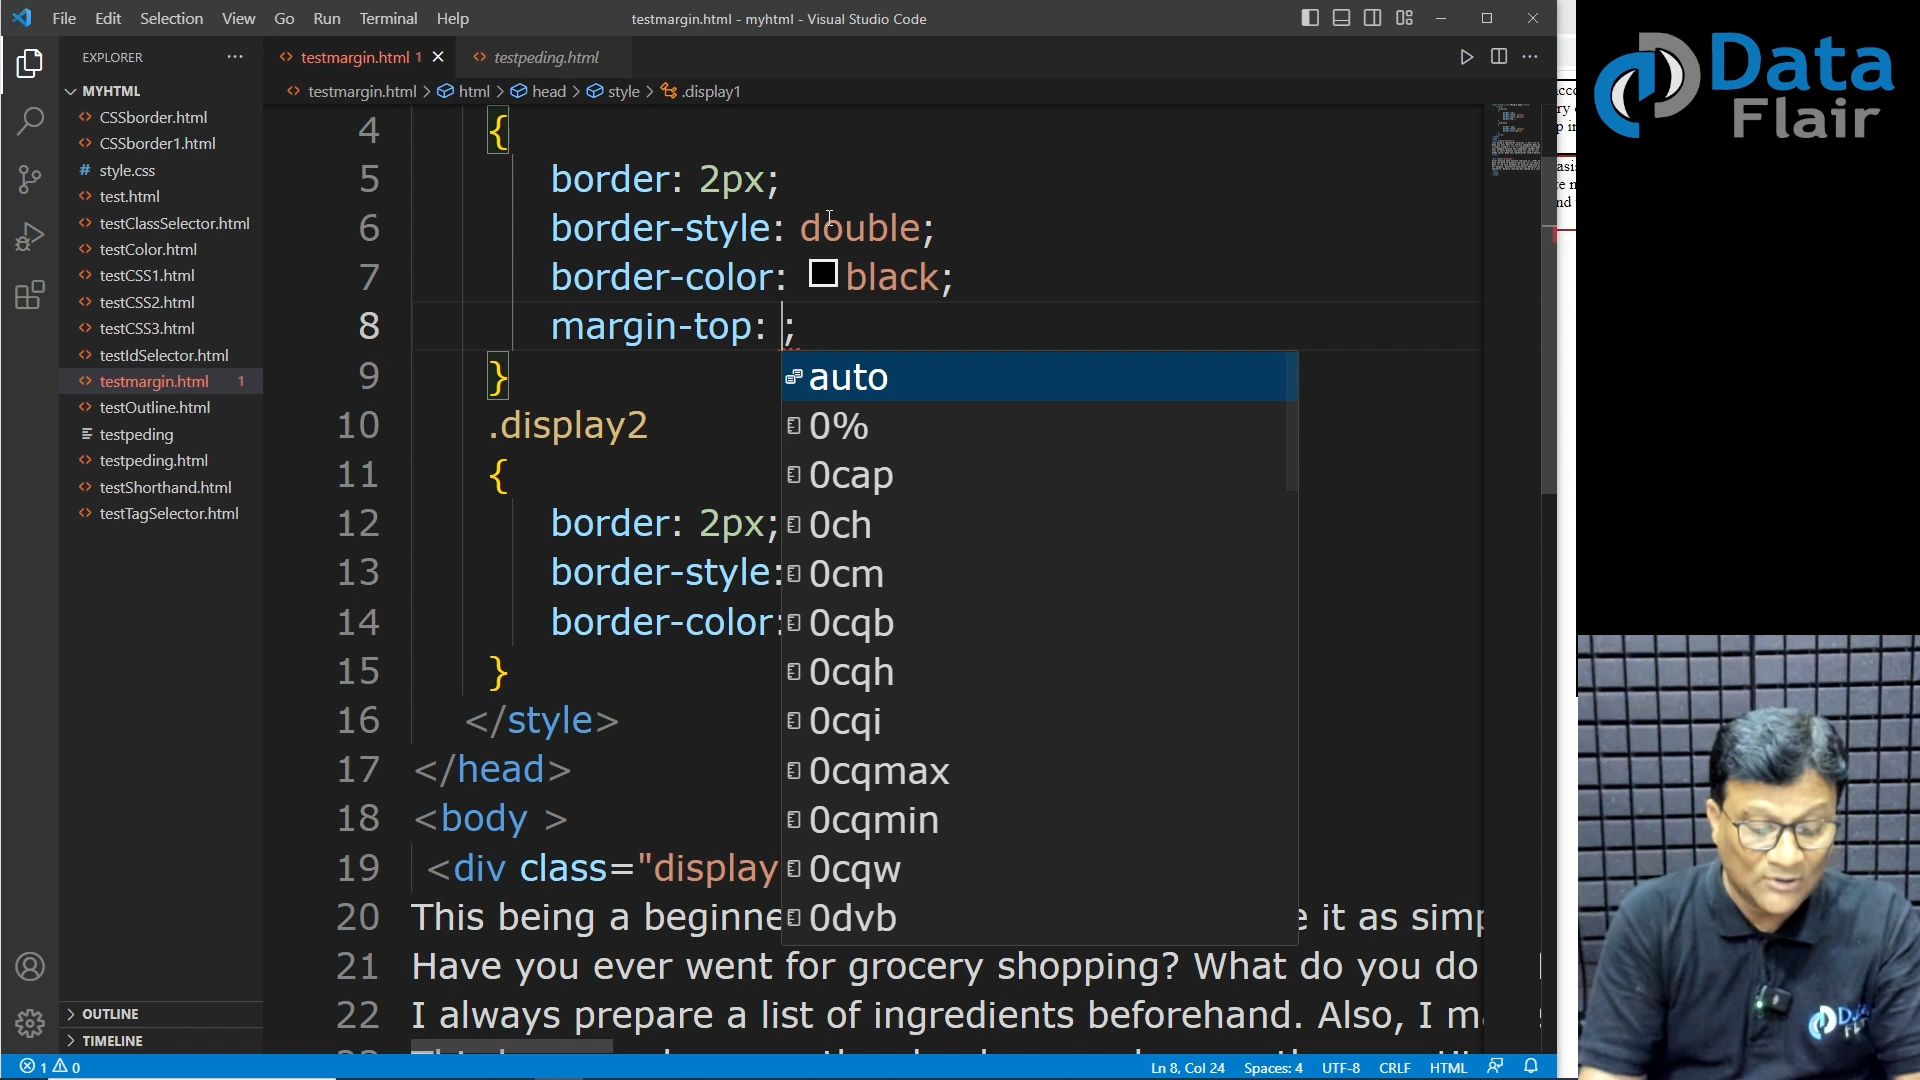 File Edit Selection View Go Run Terminal Help
testmargin.html - myhtml - Visual Studio Code
EXPLORER
testmargin.html 1
testpeding.html
testmargin.html > html > head > style > .display1
MYHTML
CSSborder.html
CSSborder1.html
# style.css
test.html
testClassSelector.html
testColor.html
testCSS1.html
testCSS2.html
testCSS3.html
testIdSelector.html
testmargin.html 1
testOutline.html
testpeding
testpeding.html
testShorthand.html
testTagSelector.html
OUTLINE
TIMELINE
4 {
5 border: 2px;
6 border-style: double;
7 border-color: black;
8 margin-top: ;
9 }
10 .display2
11 {
12 border: 2px;
13 border-style:
14 border-color:
15 }
16 </style>
17 </head>
18 <body >
19 <div class="display
20 This being a beginne it as simp
21 Have you ever went for grocery shopping? What do you do
22 I always prepare a list of ingredients beforehand. Also, I
auto
0%
0cap
0ch
0cm
0cqb
0cqh
0cqi
0cqmax
0cqmin
0cqw
0dvb
1 0
Ln 8, Col 24 Spaces: 4 UTF-8 CRLF HTML
Data
Flair